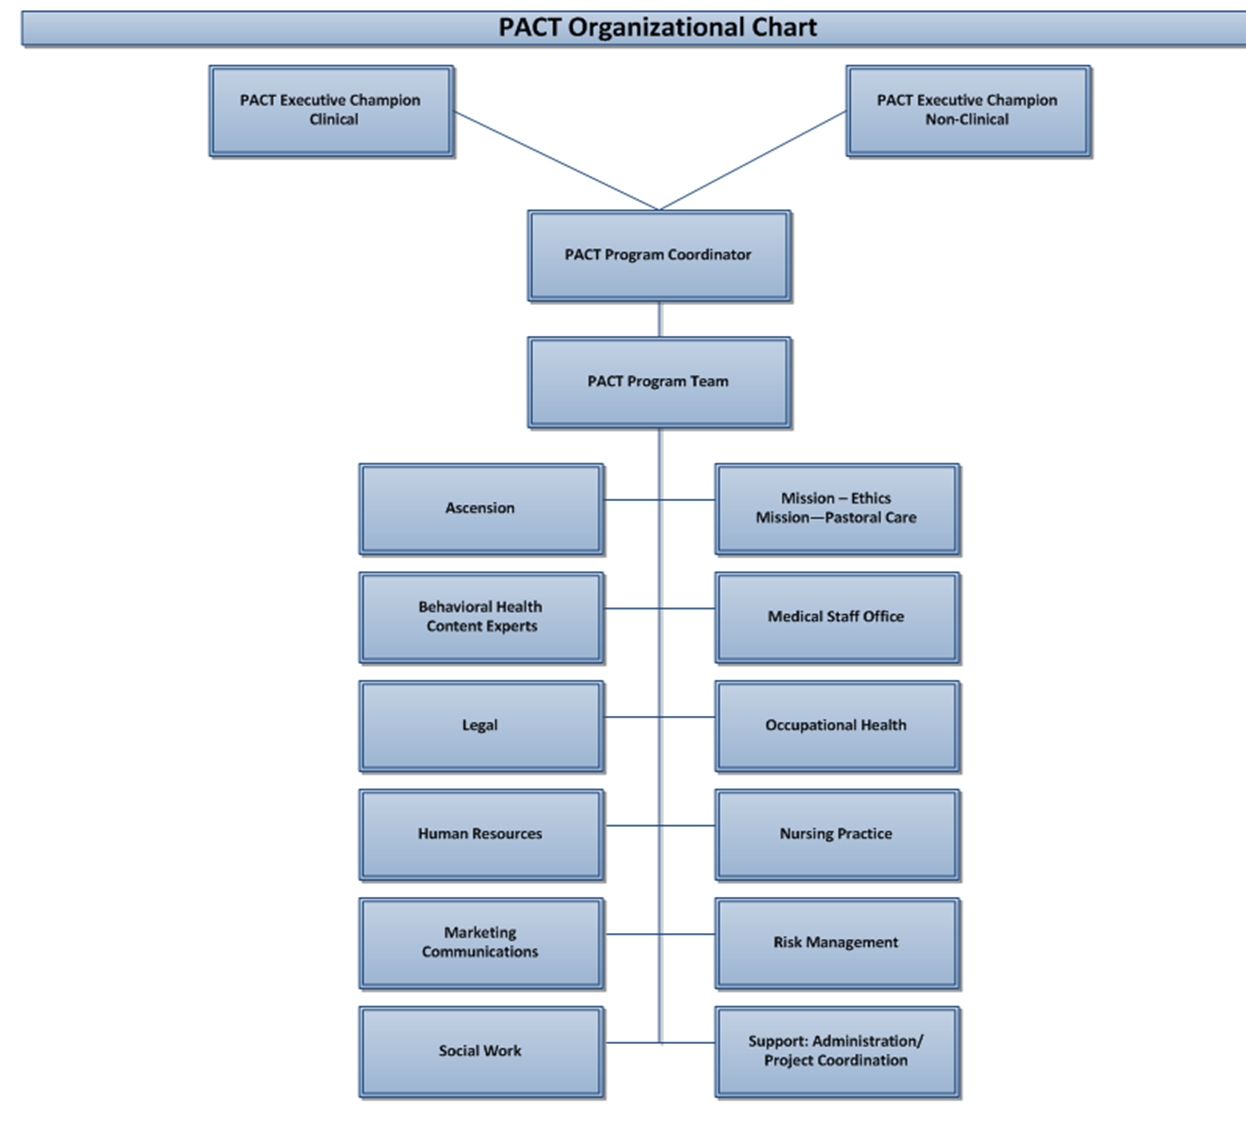 PACT Organizational Chart
PACT Executive Champion
Clinical
PACT Executive Champion
Non-Clinical
PACT Program Coordinator
PACT Program Team
Ascension
Mission – Ethics
Mission—Pastoral Care
Behavioral Health
Content Experts
Medical Staff Office
Legal
Occupational Health
Human Resources
Nursing Practice
Marketing
Communications
Risk Management
Social Work
Support: Administration/
Project Coordination